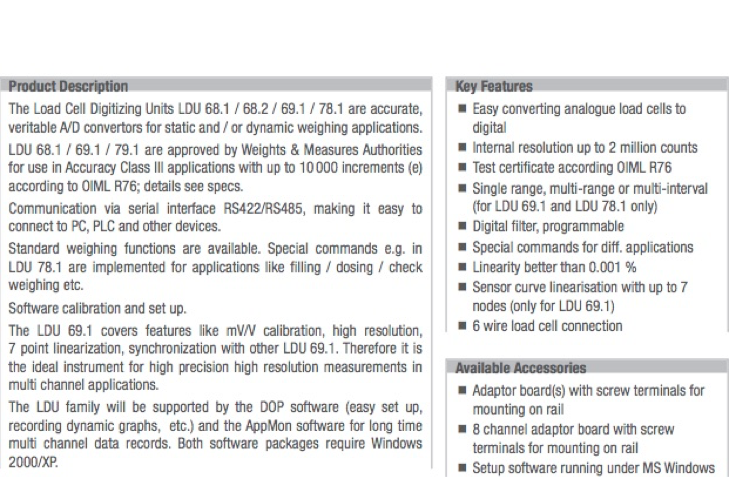 Product Description
The Load Cell Digitizing Units LDU 68.1 / 68.2 / 69.1 / 78.1 are accurate,
veritable A/D convertors for static and / or dynamic weighing applications.
LDU 68.1 / 69.1 / 79.1 are approved by Weights & Measures Authorities
for use in Accuracy Class III applications with up to 10 000 increments (e)
according to OIML R76; details see specs.
Communication via serial interface RS422/RS485, making it easy to
connect to PC, PLC and other devices.
Standard weighing functions are available. Special commands e.g. in
LDU 78.1 are implemented for applications like filling / dosing / check
weighing etc.
Software calibration and set up.
The LDU 69.1 covers features like mV/V calibration, high resolution,
7 point linearization, synchronization with other LDU 69.1. Therefore it is
the ideal instrument for high precision high resolution measurements in
multi channel applications.
The LDU family will be supported by the DOP software (easy set up,
recording dynamic graphs, etc.) and the AppMon software for long time
multi channel data records. Both software packages require Windows
2000/XP.
Key Features
■ Easy converting analogue load cells to
digital
■ Internal resolution up to 2 million counts
■ Test certificate according OIML R76
■ Single range, multi-range or multi-interval
(for LDU 69.1 and LDU 78.1 only)
■ Digital filter, programmable
■ Special commands for diff. applications
■ Linearity better than 0.001 %
■ Sensor curve linearisation with up to 7
nodes (only for LDU 69.1)
■ 6 wire load cell connection
Available Accessories
■ Adaptor board(s) with screw terminals for
mounting on rail
■ 8 channel adaptor board with screw
terminals for mounting on rail
■ Setup software running under MS Windows